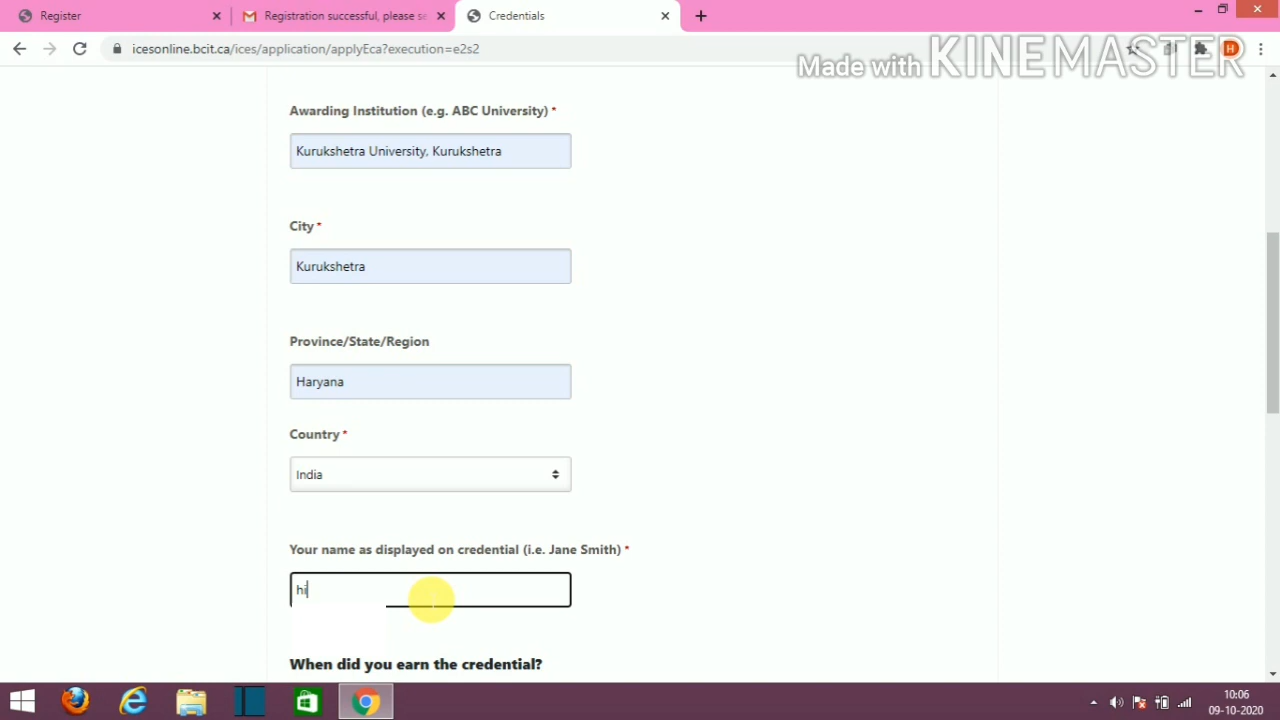 Register
Registration successful, please se
Credentials
icesonline.bcit.ca/ices/application/applyEca?execution=e2s2
H
Made with KINEMASTER
Awarding Institution (e.g. ABC University) *
Kurukshetra University, Kurukshetra
City *
Kurukshetra
Province/State/Region
Haryana
Country *
India
Your name as displayed on credential (i.e. Jane Smith) *
hi
When did you earn the credential?
10:06
09-10-2020